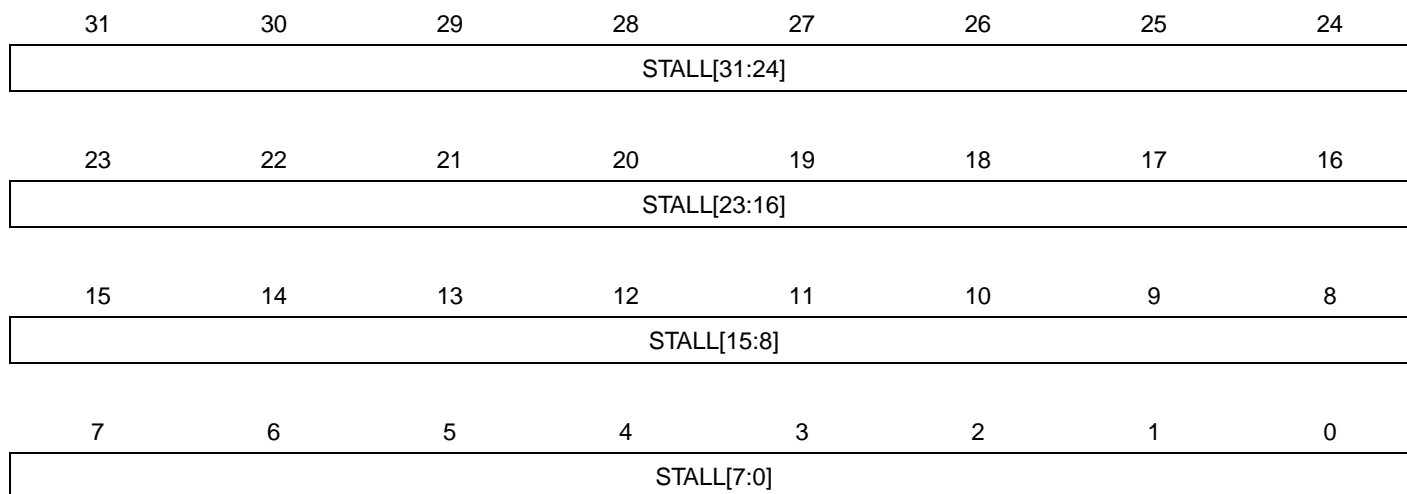 31 30 29 28 27 26 25 24
STALL[31:24]
23 22 21 20 19 18 17 16
STALL[23:16]
15 14 13 12 11 10 9 8
STALL[15:8]
7 6 5 4 3 2 1 0
STALL[7:0]